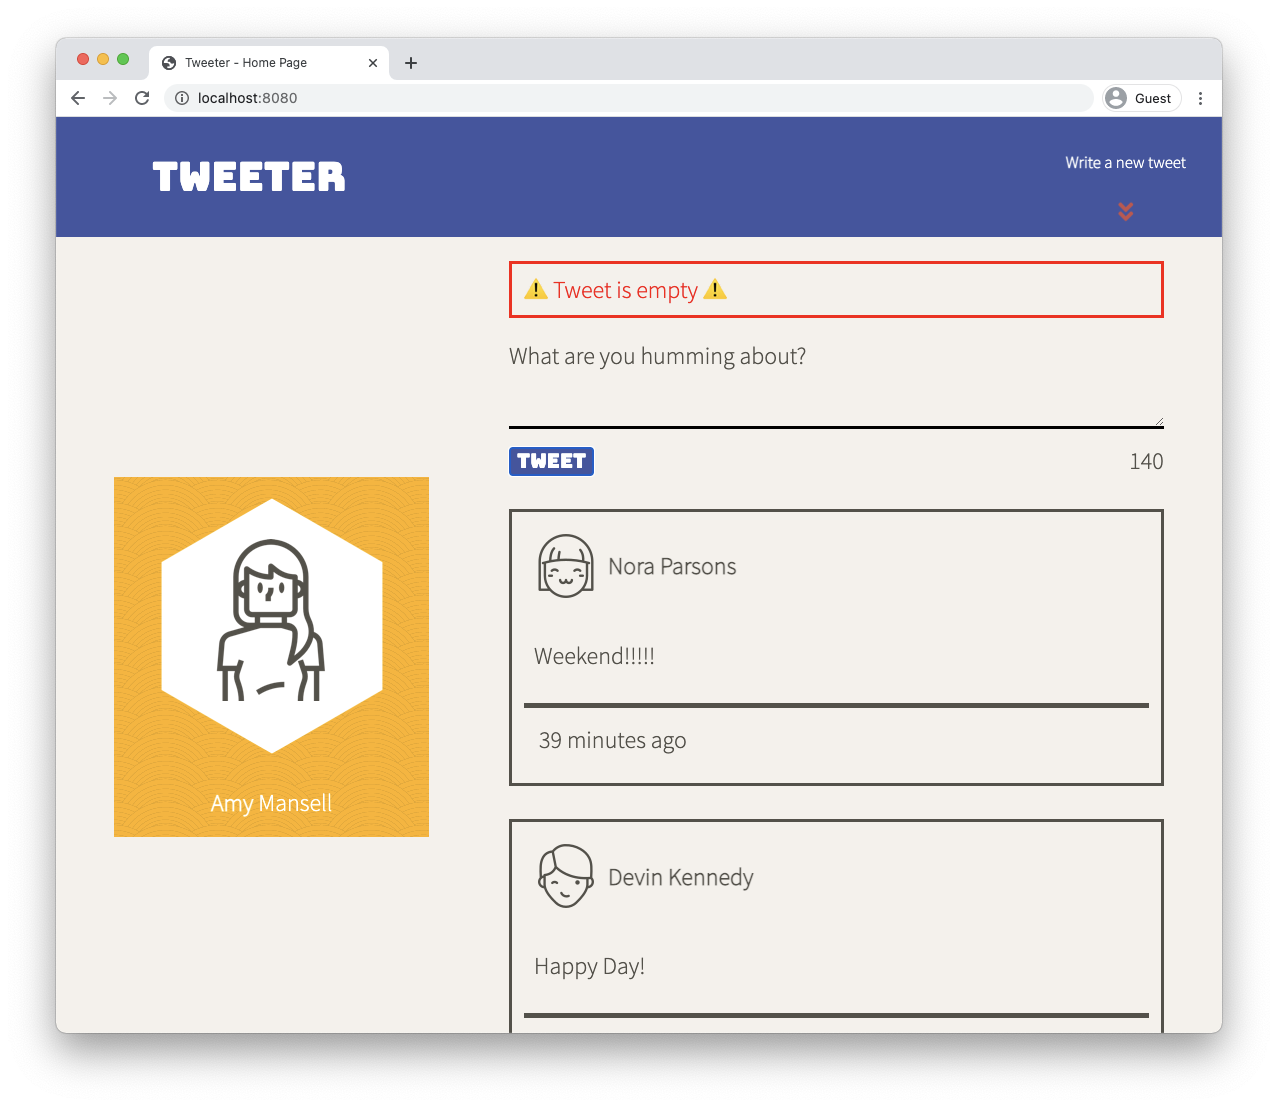 Tweeter - Home Page
localhost:8080
Guest
TWEETER
Write a new tweet
⚠️ Tweet is empty ⚠️
What are you humming about?
TWEET
140
Amy Mansell
Nora Parsons
Weekend!!!!!
39 minutes ago
Devin Kennedy
Happy Day!